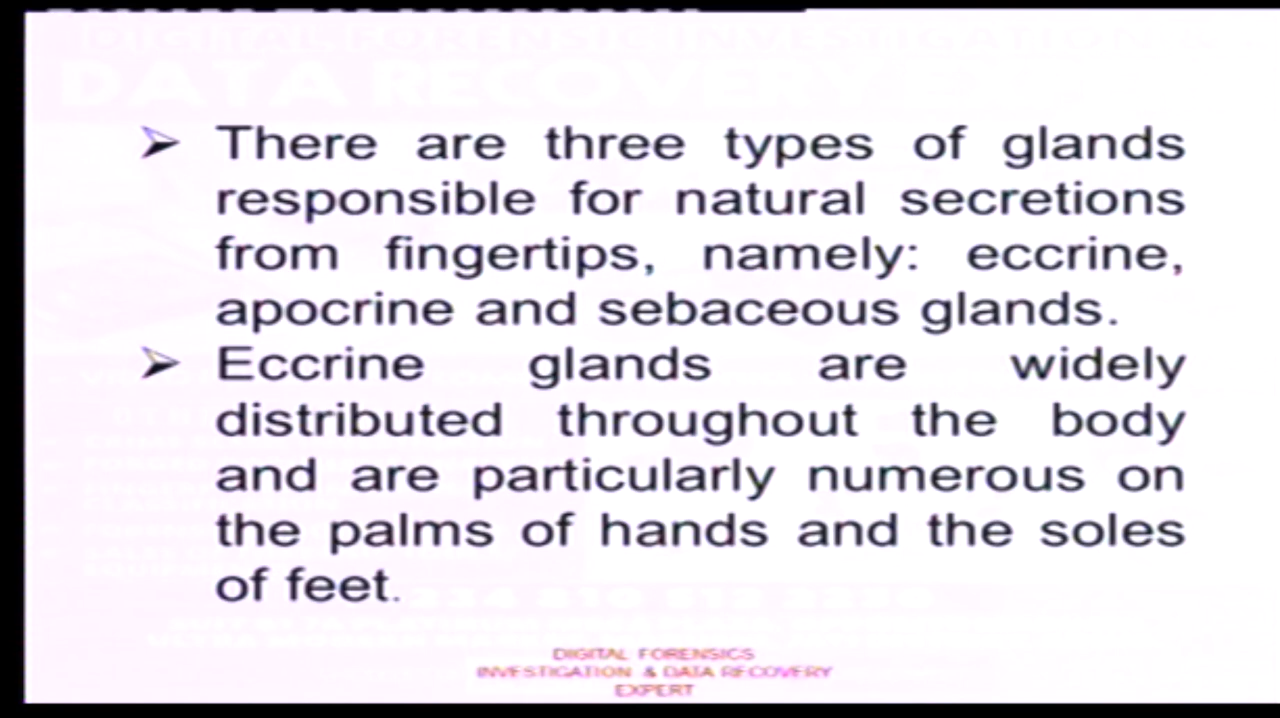 DIGITAL FORENSIC INVESTIGATION &
DATA RECOVERY
➢ There are three types of glands
responsible for natural secretions
from fingertips, namely: eccrine,
apocrine and sebaceous glands.
➢ Eccrine glands are widely
distributed throughout the body
and are particularly numerous on
the palms of hands and the soles
of feet.
DIGITAL FORENSICS
INVESTIGATION & DATA RECOVERY
EXPERT